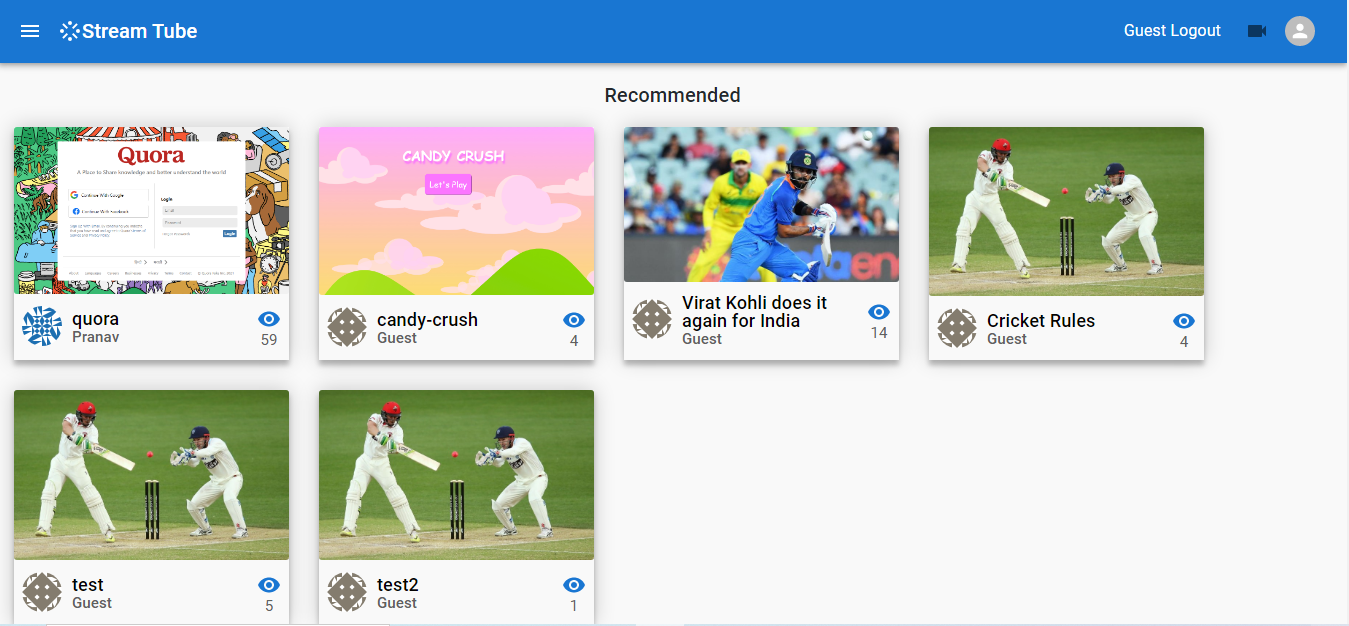 Stream Tube
Guest Logout
Recommended
Quora
A Place to Share knowledge and better understand the world
Continue With Google
Continue With Facebook
Login
Email
Password
Login
quora
Pranav
59
CANDY CRUSH
Let's Play
candy-crush
Guest
4
Virat Kohli does it
again for India
Guest
14
Cricket Rules
Guest
4
test
Guest
5
test2
Guest
1